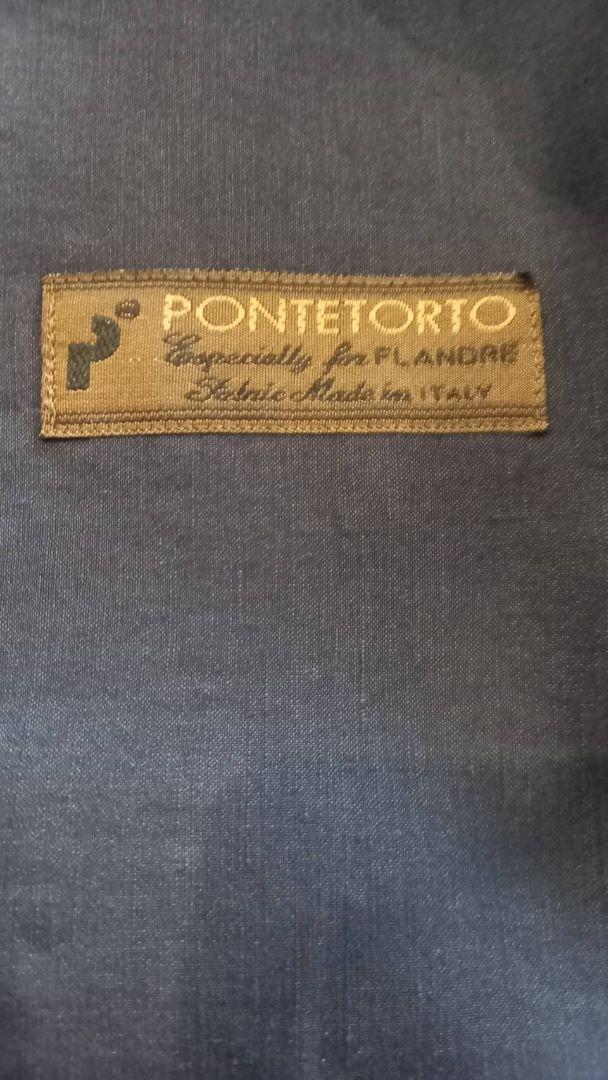 P
PONTETORTO
Especially for FLANDRE
Fabric Made in ITALY